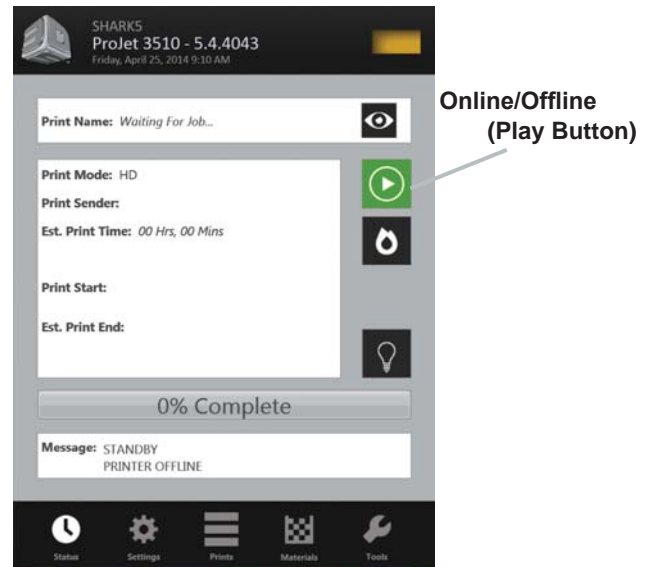 SHARK5
ProJet 3510 - 5.4.4043
Friday, April 25, 2014 9:10 AM
Online/Offline
(Play Button)
Print Name: Waiting For Job...
Print Mode: HD
Print Sender:
Est. Print Time: 00 Hrs, 00 Mins
Print Start:
Est. Print End:
0% Complete
Message: STANDBY
PRINTER OFFLINE
Status Settings Prints Materials Tools